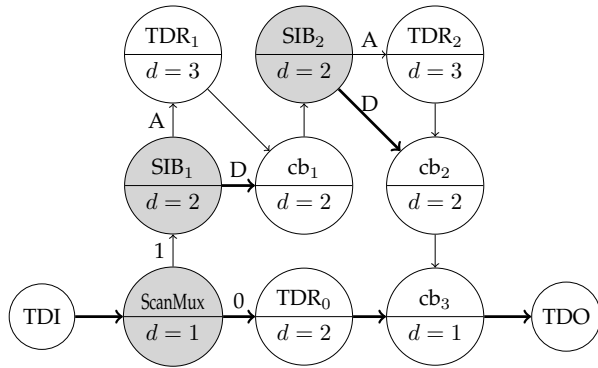 TDR₁
d = 3
SIB₂
d = 2
A
TDR₂
d = 3
A
D
SIB₁
d = 2
D
cb₁
d = 2
cb₂
d = 2
1
TDI
ScanMux
d = 1
0
TDR₀
d = 2
cb₃
d = 1
TDO